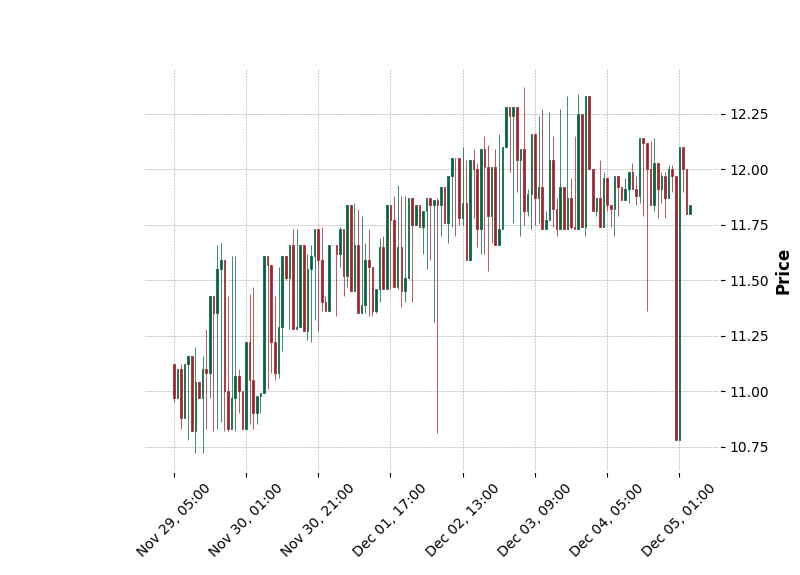 12.25
12.00
11.75
11.50
11.25
11.00
10.75
Price
Nov 29, 05:00
Nov 30, 01:00
Nov 30, 21:00
Dec 01, 17:00
Dec 02, 13:00
Dec 03, 09:00
Dec 04, 05:00
Dec 05, 01:00